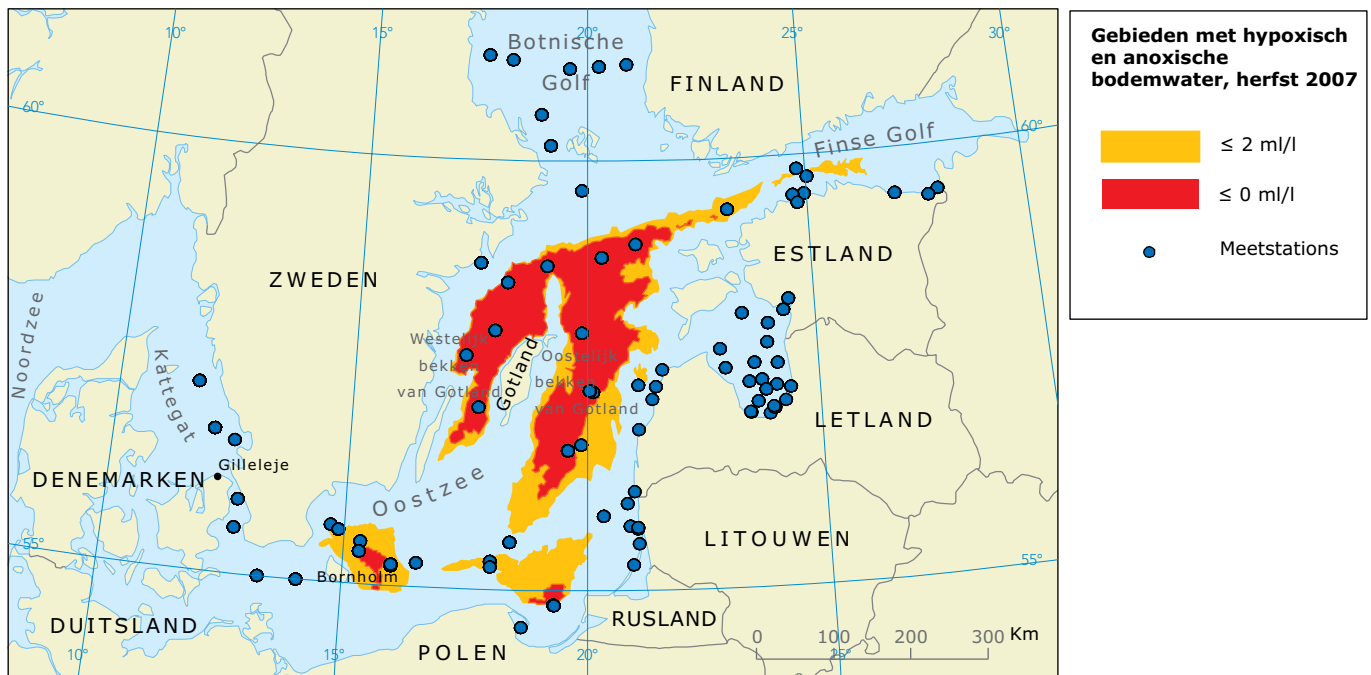 10°
15°
20°
25°
30°
Botnische
Golf
FINLAND
60°
60°
Finse Golf
ZWEDEN
ESTLAND
Noordzee
Kattegat
Westelijk
bekken
van Gotland
Gotland
Oostelijk
bekken
van Gotland
LETLAND
Gilleleje
DENEMARKEN
Oostzee
LITOUWEN
55°
55°
Bornholm
RUSLAND
DUITSLAND
POLEN
0 100 200 300 Km
10°
15°
20°
25°
Gebieden met hypoxisch
en anoxische
bodemwater, herfst 2007
≤ 2 ml/l
≤ 0 ml/l
Meetstations